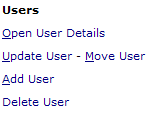 Users
Open User Details
Update User - Move User
Add User
Delete User